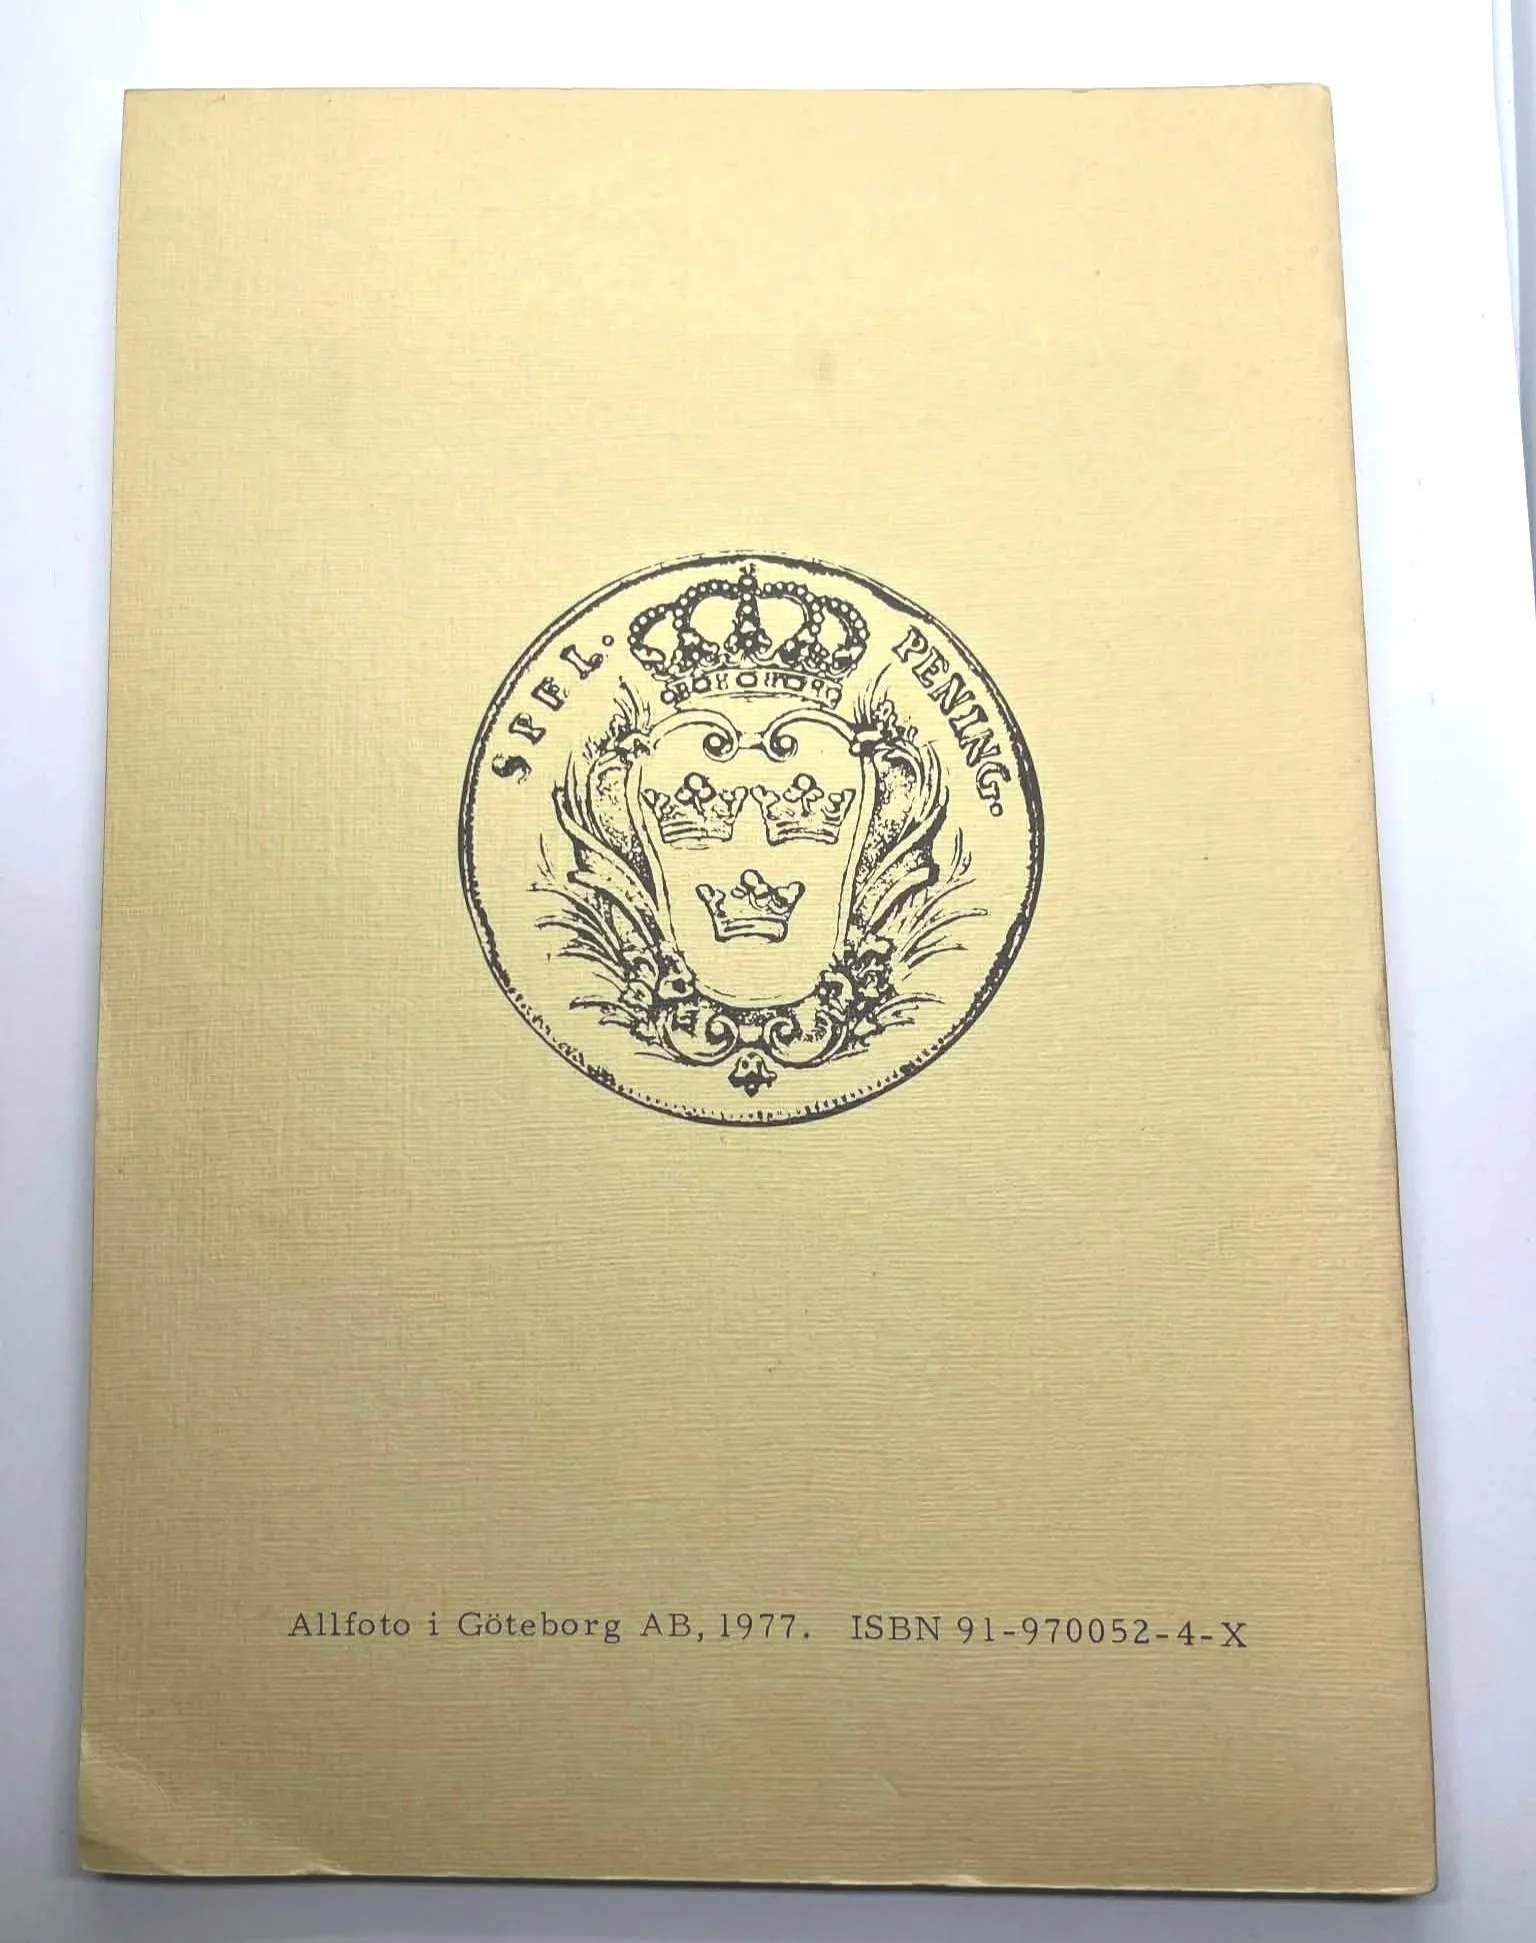 SPEL. PENING.
Allfoto i Göteborg AB, 1977. ISBN 91-970052-4-X